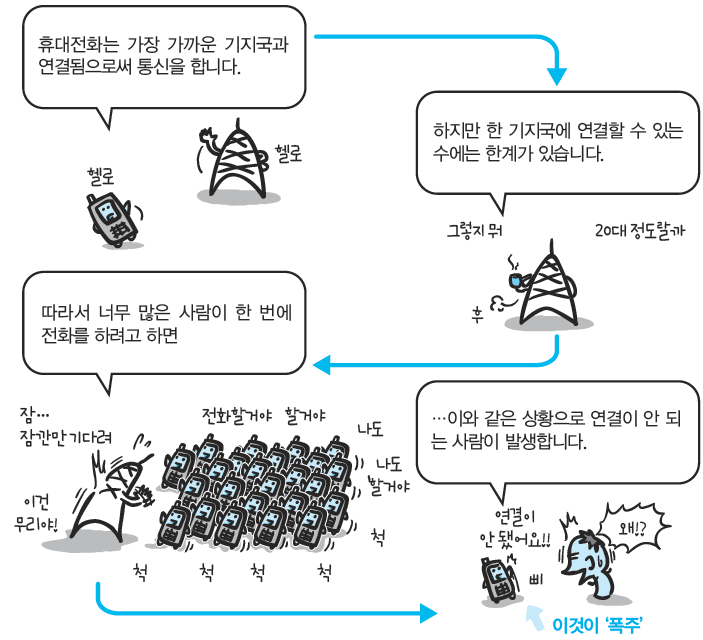 휴대전화는 가장 가까운 기지국과
연결됨으로써 통신을 합니다.
헬로
헬로
하지만 한 기지국에 연결할 수 있는
수에는 한계가 있습니다.
그렇지 뭐
20대 정도랄까
후
따라서 너무 많은 사람이 한 번에
전화를 하려고 하면
잠…
잠깐만 기다려
이건
무리야!
전화할거야 할거야
나도
나도
할거야
척
척
척
척
척
…이와 같은 상황으로 연결이 안 되
는 사람이 발생합니다.
연결이
안 됐어요!!
삐
왜!?
이것이 ‘폭주’